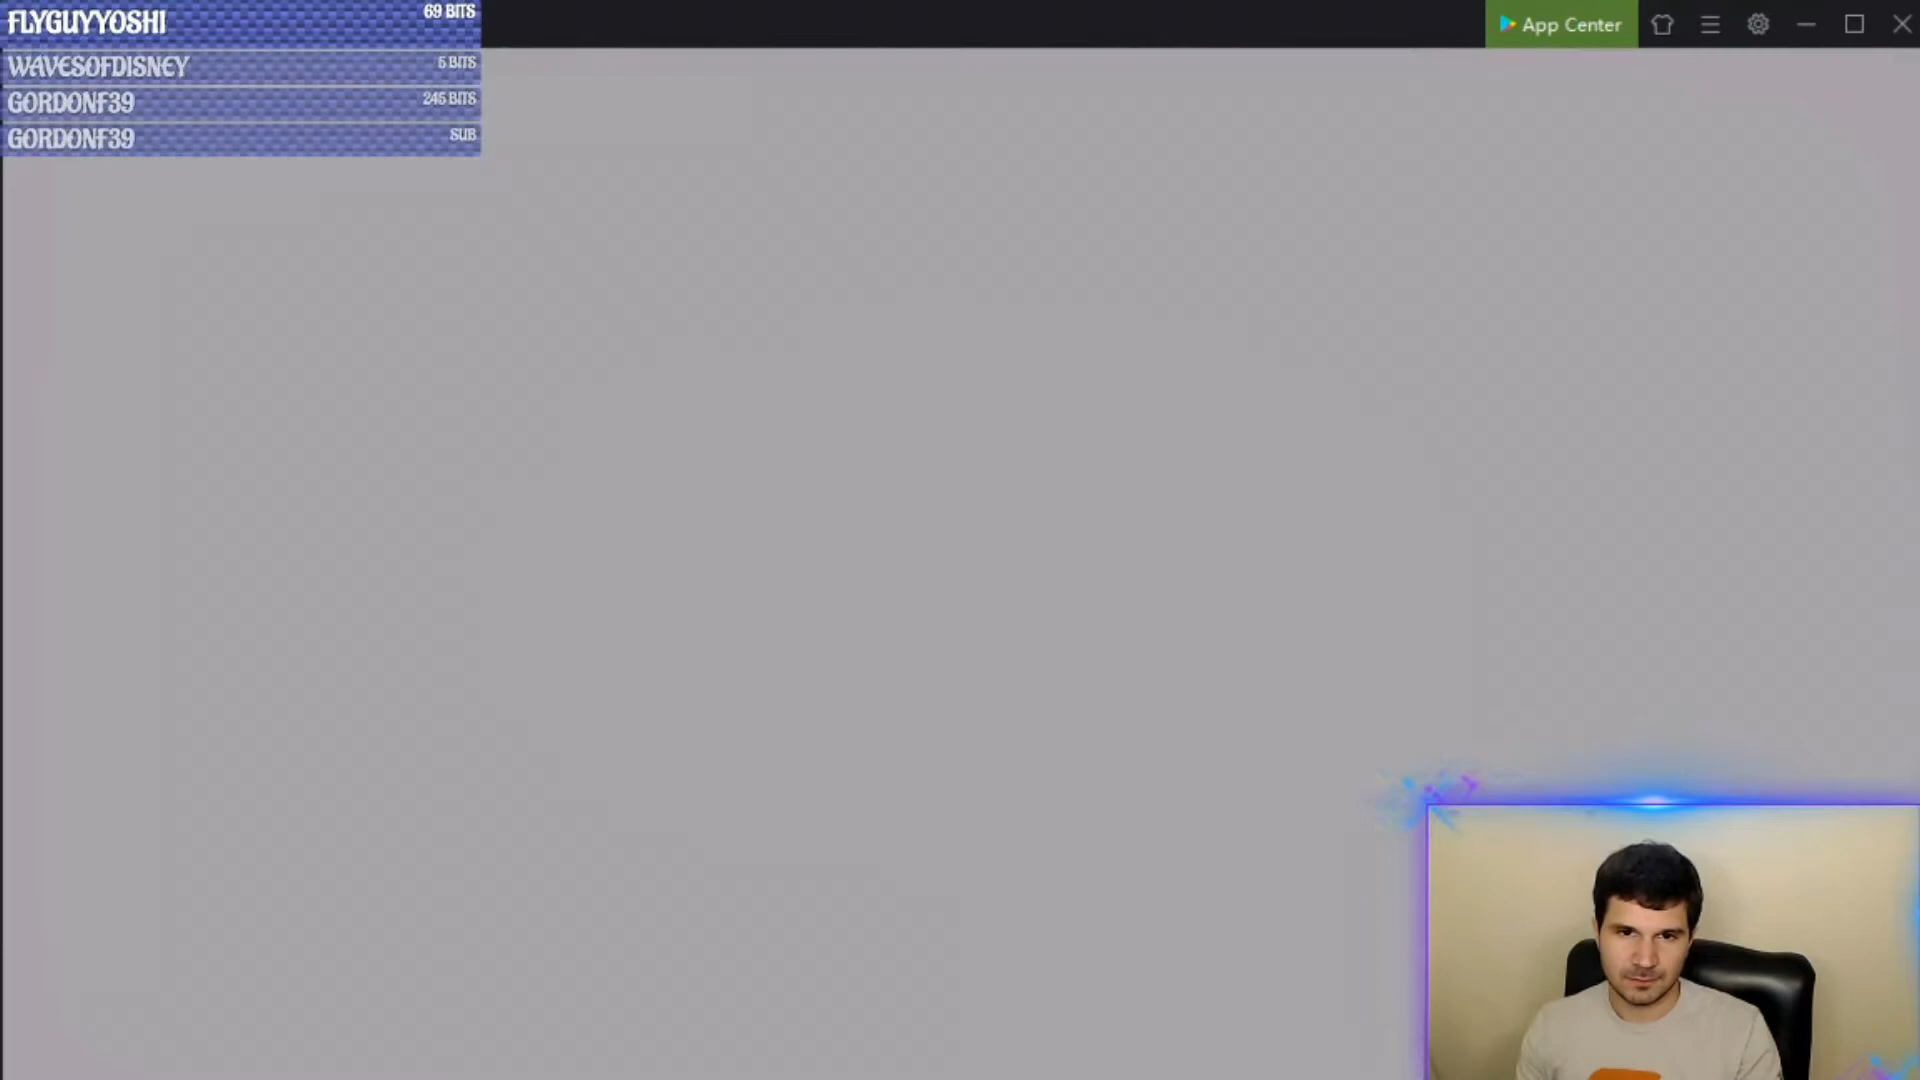 FLYGUYYOSHI 69 BITS
WAVESOFDISNEY 5 BITS
GORDONF39 245 BITS
GORDONF39 SUB
App Center